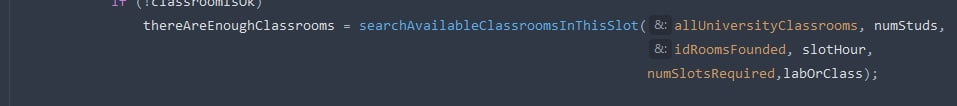 if (!classroomIsOk)
thereAreEnoughClassrooms = searchAvailableClassroomsInThisSlot( &: allUniversityClassrooms, numStuds,
&: idRoomsFounded, slotHour,
numSlotsRequired,labOrClass);